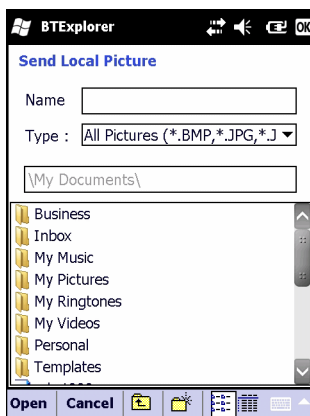 BTExplorer OK
Send Local Picture
Name
Type : All Pictures (*.BMP,*.JPG,*.J
\My Documents\
Business
Inbox
My Music
My Pictures
My Ringtones
My Videos
Personal
Templates
Open Cancel